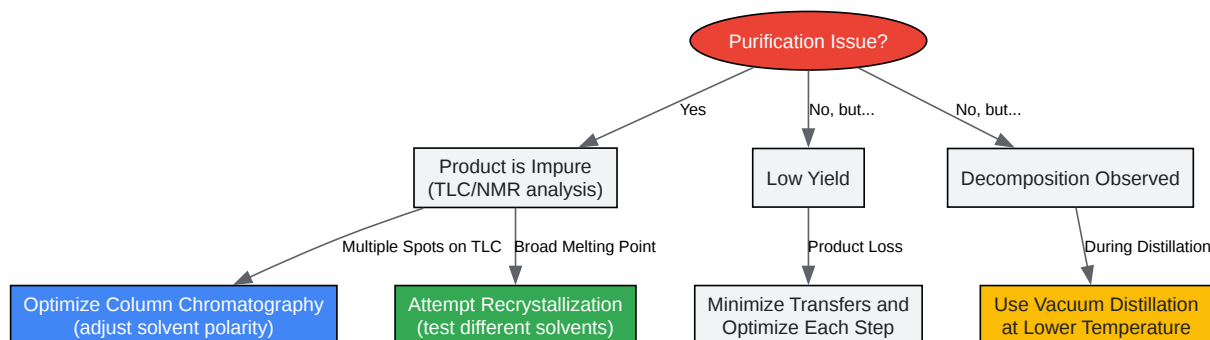 Purification Issue?
Yes
No, but...
No, but...
Product is Impure
(TLC/NMR analysis)
Low Yield
Decomposition Observed
Multiple Spots on TLC
Broad Melting Point
Product Loss
During Distillation
Optimize Column Chromatography
(adjust solvent polarity)
Attempt Recrystallization
(test different solvents)
Minimize Transfers and
Optimize Each Step
Use Vacuum Distillation
at Lower Temperature